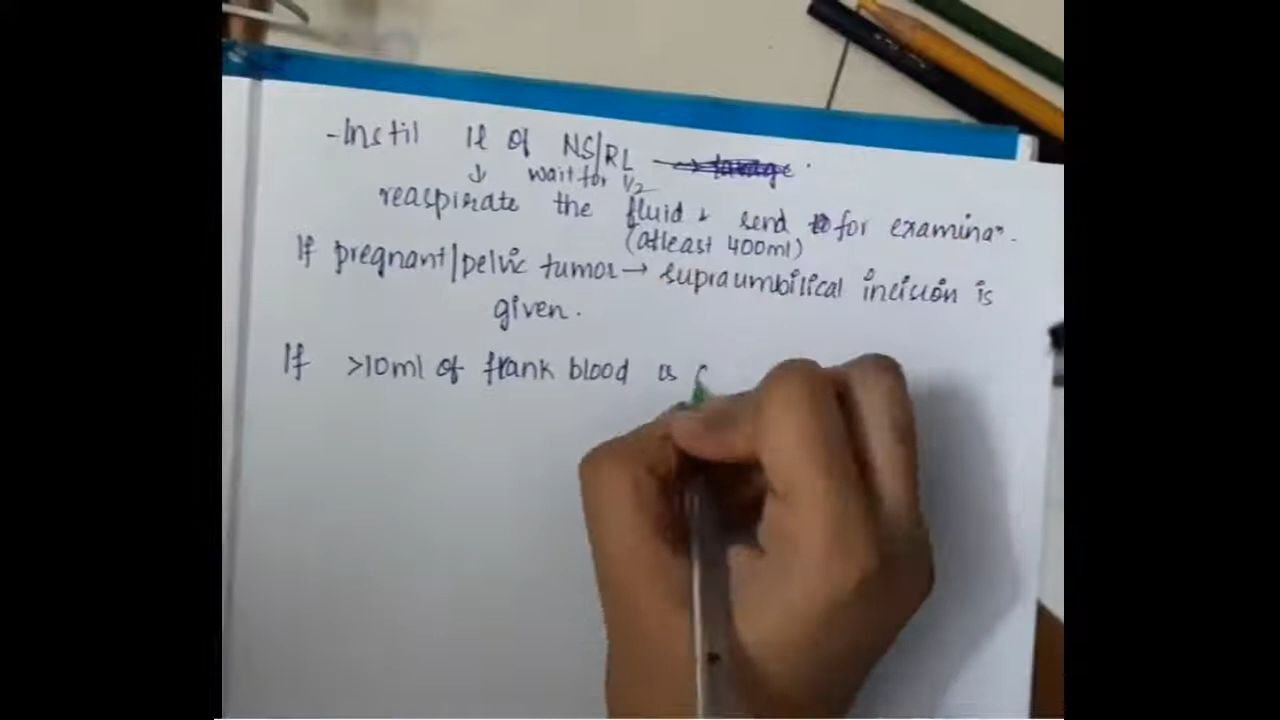 -Instil 1l of NS/RL →
↓ wait for 1/2
reaspirate the fluid & send for examinaⁿ.
(atleast 400ml)
If pregnant/pelvic tumor → supraumbilical incision is
given.
If >10ml of frank blood is